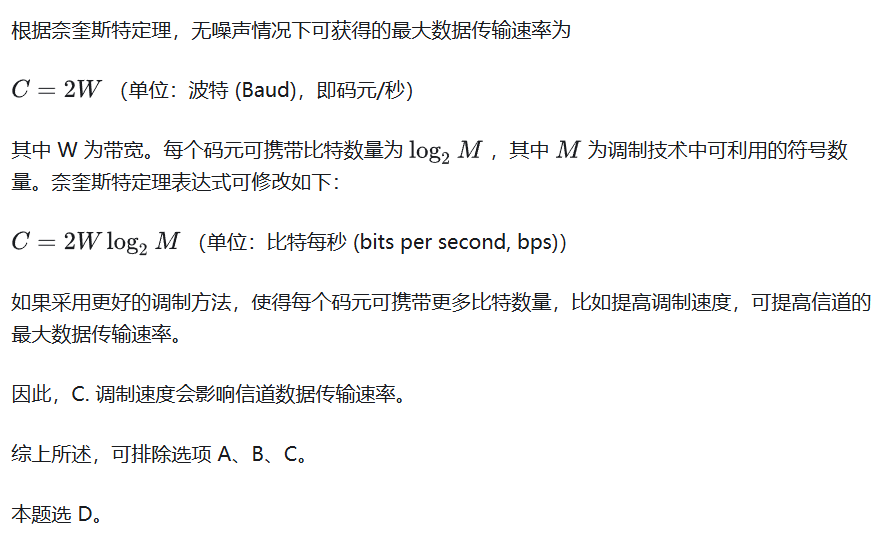 根据奈奎斯特定理，无噪声情况下可获得的最大数据传输速率为
C = 2W （单位：波特 (Baud)，即码元/秒）
其中 W 为带宽。每个码元可携带比特数量为 log₂ M ，其中 M 为调制技术中可利用的符号数
量。奈奎斯特定理表达式可修改如下：
C = 2W log₂ M （单位：比特每秒 (bits per second, bps)）
如果采用更好的调制方法，使得每个码元可携带更多比特数量，比如提高调制速度，可提高信道的
最大数据传输速率。
因此，C. 调制速度会影响信道数据传输速率。
综上所述，可排除选项 A、B、C。
本题选 D。